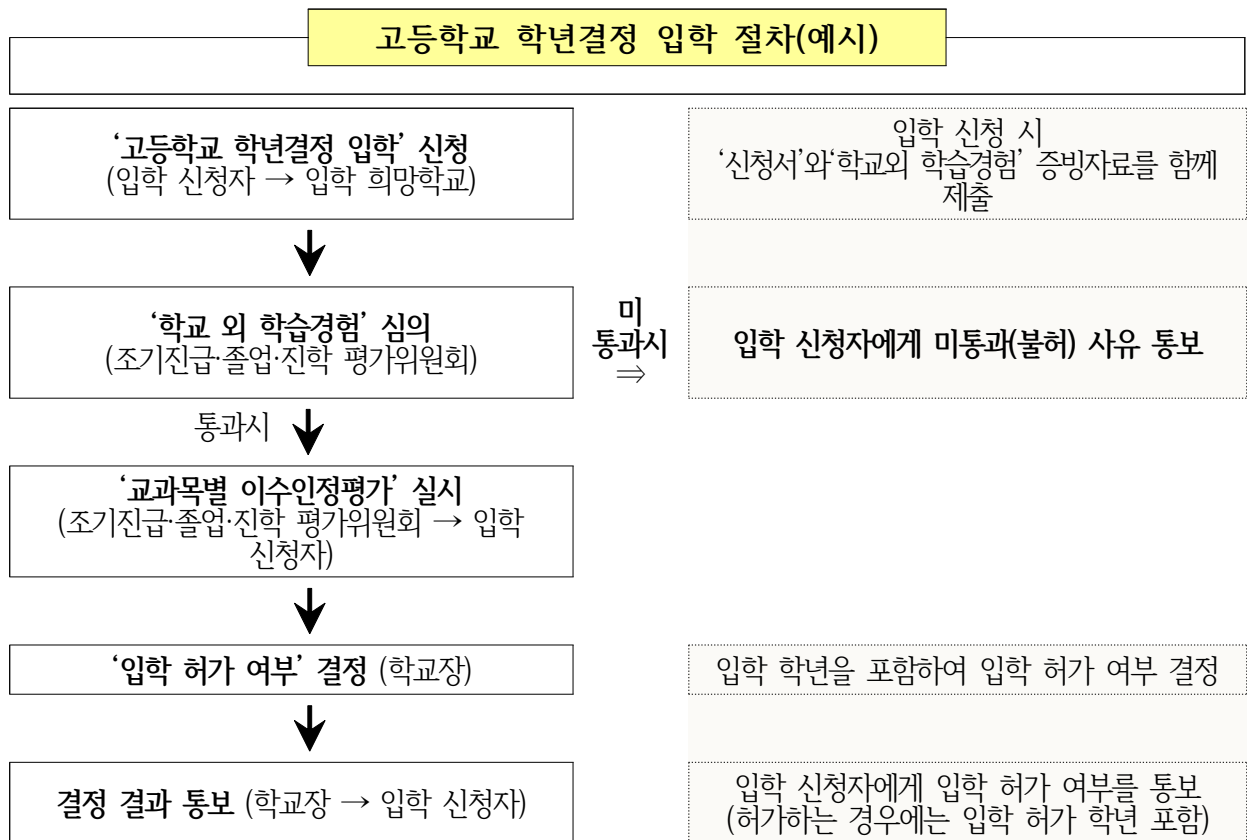 고등학교 학년결정 입학 절차(예시)
‘고등학교 학년결정 입학’ 신청
(입학 신청자 → 입학 희망학교)
입학 신청 시
‘신청서’와‘학교외 학습경험’ 증빙자료를 함께
제출
‘학교 외 학습경험’ 심의
(조기진급·졸업·진학 평가위원회)
미
통과시
⇒
입학 신청자에게 미통과(불허) 사유 통보
통과시
‘교과목별 이수인정평가’ 실시
(조기진급·졸업·진학 평가위원회 → 입학
신청자)
‘입학 허가 여부’ 결정 (학교장)
입학 학년을 포함하여 입학 허가 여부 결정
결정 결과 통보 (학교장 → 입학 신청자)
입학 신청자에게 입학 허가 여부를 통보
(허가하는 경우에는 입학 허가 학년 포함)